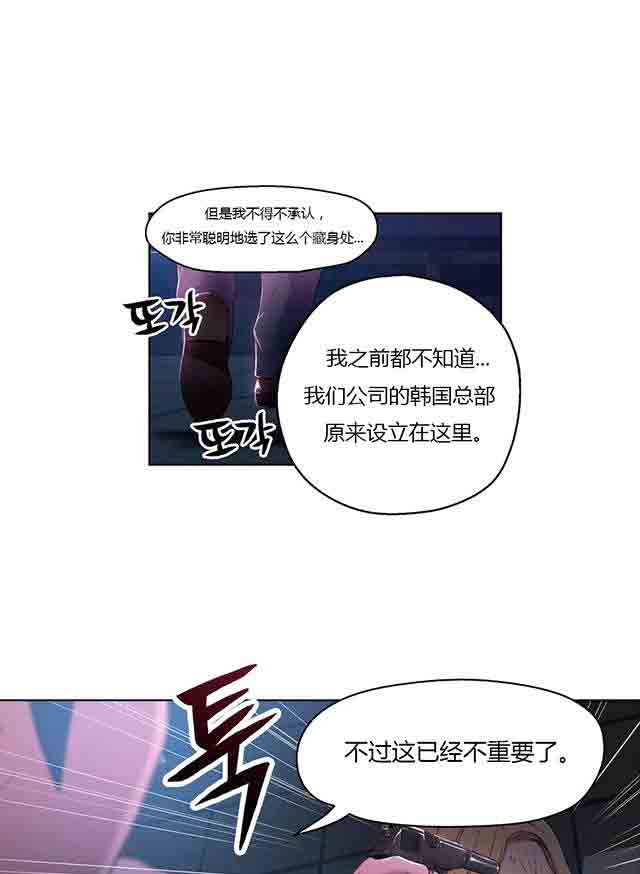 但是我不得不承认，
你非常聪明地选了这么个藏身处...
또각
我之前都不知道...
我们公司的韩国总部
原来设立在这里。
또각
툭
不过这已经不重要了。